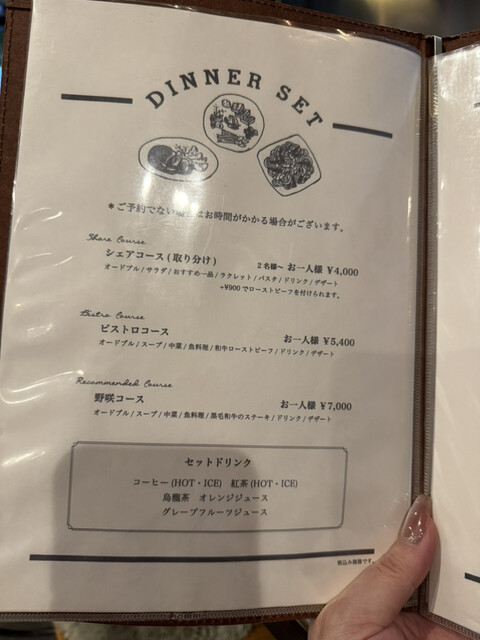 DINNER SET
＊ご予約でない場合はお時間がかかる場合がございます。
Share Course
シェアコース (取り分け) 2名様〜 お一人様 ¥4,000
オードブル / サラダ / おすすめ一品 / ラクレット / パスタ / ドリンク / デザート
+¥900でローストビーフを付けられます。
Bistro Course
ビストロコース お一人様 ¥5,400
オードブル / スープ / 中菜 / 魚料理 / 和牛ローストビーフ / ドリンク / デザート
Recommended Course
野咲コース お一人様 ¥7,000
オードブル / スープ / 中菜 / 魚料理 / 黒毛和牛のステーキ / ドリンク / デザート
セットドリンク
コーヒー (HOT・ICE) 紅茶 (HOT・ICE)
烏龍茶 オレンジジュース
グレープフルーツジュース
税込み価格です。